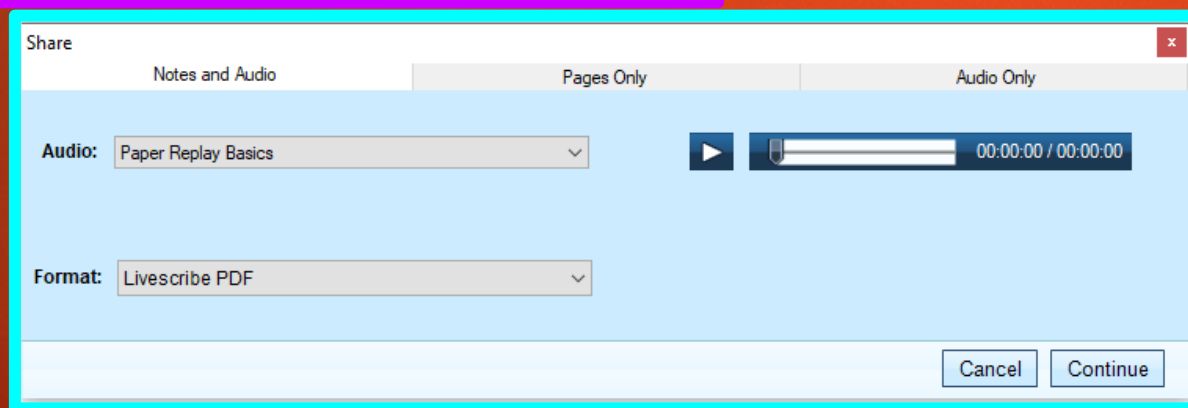 Share
x
Notes and Audio Pages Only Audio Only
Audio: Paper Replay Basics 00:00:00 / 00:00:00
Format: Livescribe PDF
Cancel Continue